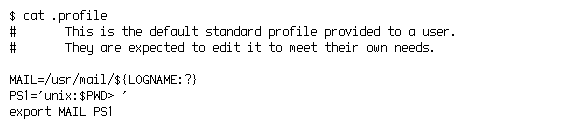 $ cat .profile
#       This is the default standard profile provided to a user.
#       They are expected to edit it to meet their own needs.

MAIL=/usr/mail/${LOGNAME:?}
PS1='unix:$PWD> '
export MAIL PS1